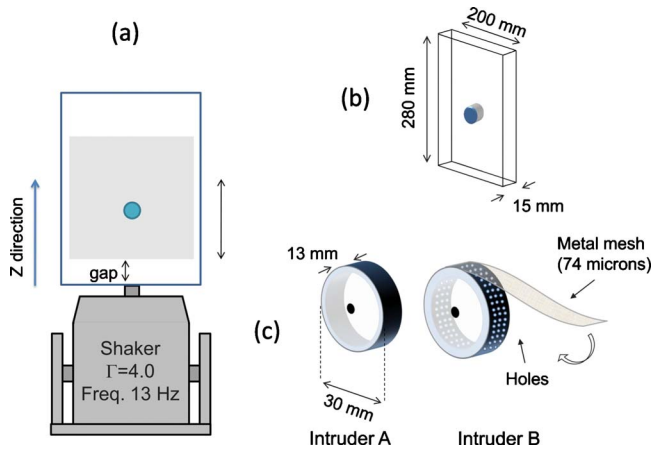 (a)
Z direction
gap
Shaker
Γ=4.0
Freq. 13 Hz
200 mm
(b)
280 mm
15 mm
13 mm
(c)
30 mm
Intruder A
Metal mesh
(74 microns)
Holes
Intruder B